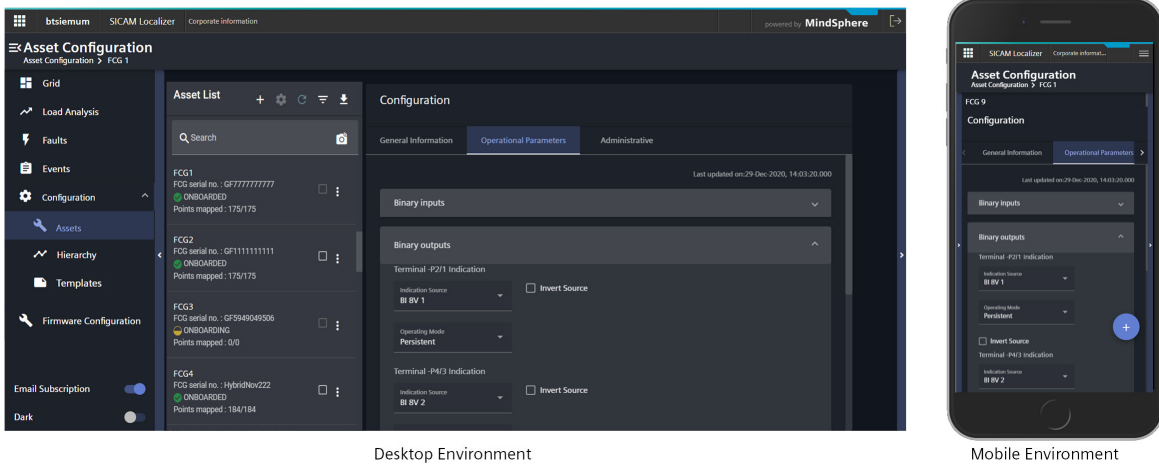 btsiemum SICAM Localizer Corporate information powered by MindSphere
Asset Configuration
Asset Configuration > FCG 1
Grid
Load Analysis
Faults
Events
Configuration
Assets
Hierarchy
Templates
Firmware Configuration
Email Subscription
Dark
Asset List
Search
FCG1
FCG serial no. : GF7777777777
ONBOARDED
Points mapped : 175/175
FCG2
FCG serial no. : GF1111111111
ONBOARDED
Points mapped : 175/175
FCG3
FCG serial no. : GF5949049506
ONBOARDING
Points mapped : 0/0
FCG4
FCG serial no. : HybridNov222
ONBOARDED
Points mapped : 184/184
Configuration
General Information Operational Parameters Administrative
Last updated on:29-Dec-2020, 14:03:20.000
Binary inputs
Binary outputs
Terminal -P2/1 Indication
Indication Source
BI 8V 1
Invert Source
Operating Mode
Persistent
Terminal -P4/3 Indication
Indication Source
BI 8V 2
Invert Source
Desktop Environment
SICAM Localizer Corporate informat...
Asset Configuration
Asset Configuration > FCG 1
FCG 9
Configuration
General Information Operational Parameters
Last updated on:29-Dec-2020, 14:03:20.000
Binary inputs
Binary outputs
Terminal -P2/1 Indication
Indication Source
BI 8V 1
Operating Mode
Persistent
Invert Source
Terminal -P4/3 Indication
Indication Source
BI 8V 2
Mobile Environment